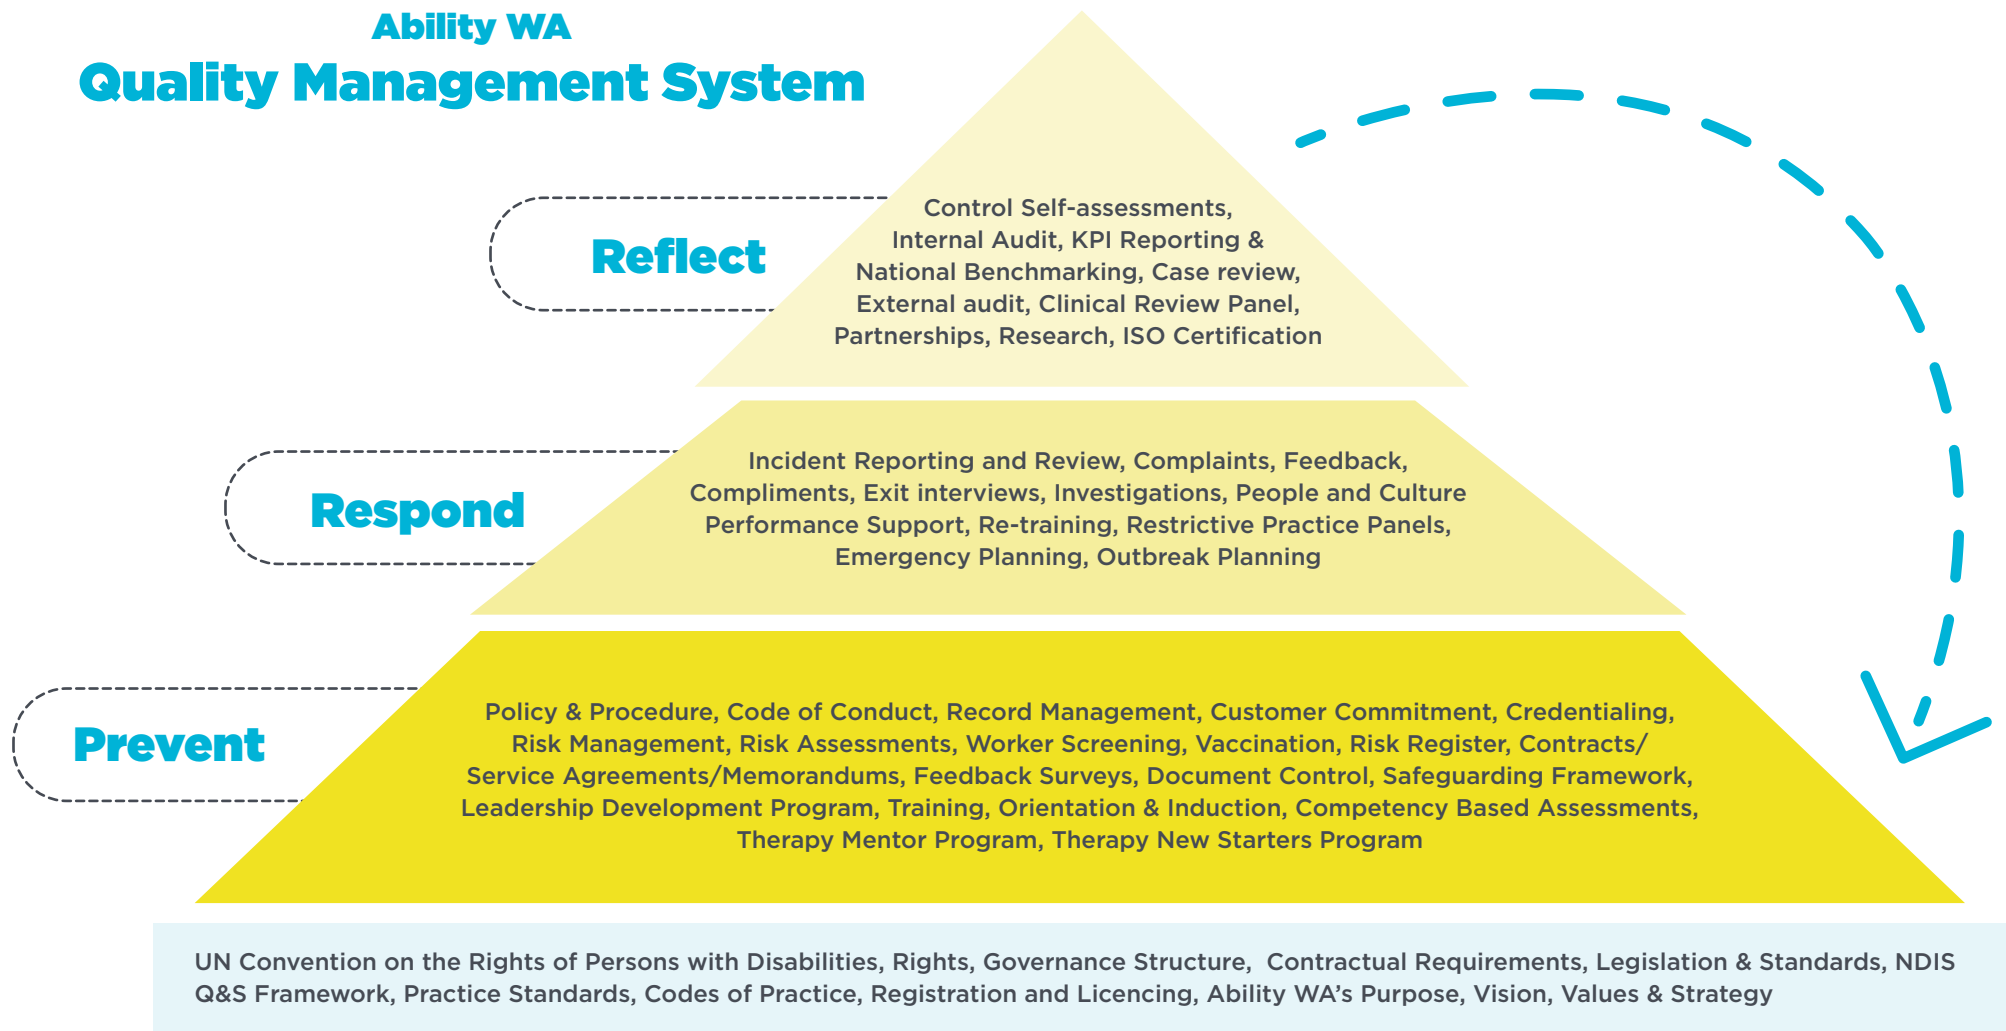 Ability WA
Quality Management System
Reflect
Control Self-assessments,
Internal Audit, KPI Reporting &
National Benchmarking, Case review,
External audit, Clinical Review Panel,
Partnerships, Research, ISO Certification
Respond
Incident Reporting and Review, Complaints, Feedback,
Compliments, Exit interviews, Investigations, People and Culture
Performance Support, Re-training, Restrictive Practice Panels,
Emergency Planning, Outbreak Planning
Prevent
Policy & Procedure, Code of Conduct, Record Management, Customer Commitment, Credentialing,
Risk Management, Risk Assessments, Worker Screening, Vaccination, Risk Register, Contracts/
Service Agreements/Memorandums, Feedback Surveys, Document Control, Safeguarding Framework,
Leadership Development Program, Training, Orientation & Induction, Competency Based Assessments,
Therapy Mentor Program, Therapy New Starters Program
UN Convention on the Rights of Persons with Disabilities, Rights, Governance Structure,  Contractual Requirements, Legislation & Standards, NDIS
Q&S Framework, Practice Standards, Codes of Practice, Registration and Licencing, Ability WA’s Purpose, Vision, Values & Strategy